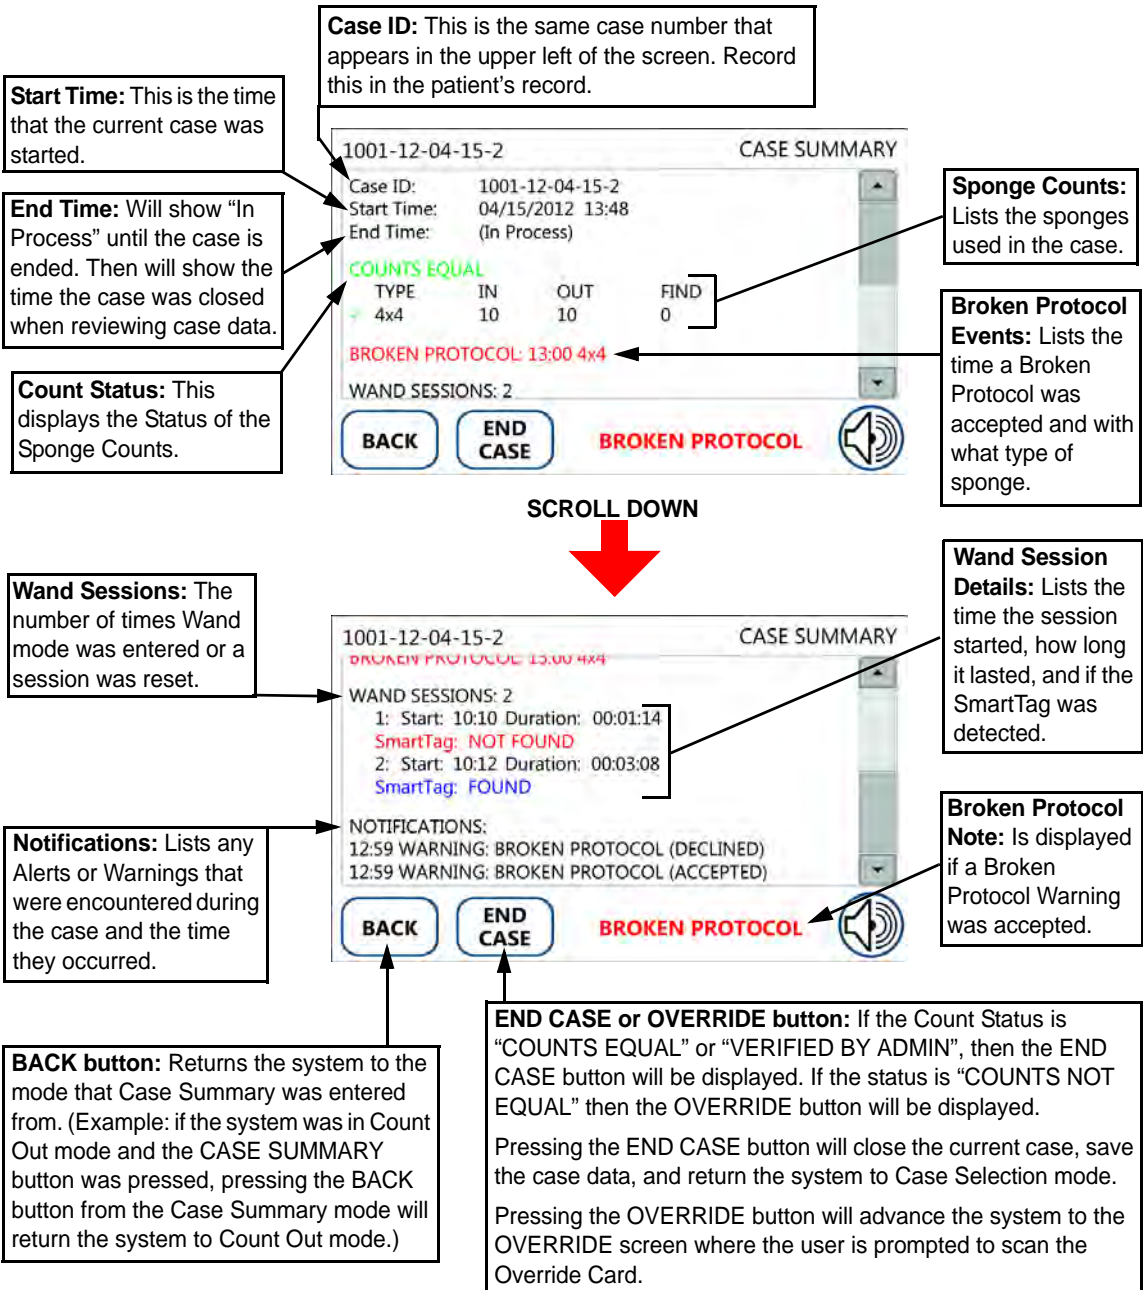 Case ID: This is the same case number that
appears in the upper left of the screen. Record
this in the patient's record.
Start Time: This is the time
that the current case was
started.
End Time: Will show “In
Process” until the case is
ended. Then will show the
time the case was closed
when reviewing case data.
Count Status: This
displays the Status of the
Sponge Counts.
1001-12-04-15-2 CASE SUMMARY
Case ID: 1001-12-04-15-2
Start Time: 04/15/2012 13:48
End Time: (In Process)
COUNTS EQUAL
TYPE IN OUT FIND
4x4 10 10 0
BROKEN PROTOCOL: 13:00 4x4
WAND SESSIONS: 2
BACK
END
CASE
BROKEN PROTOCOL
Sponge Counts:
Lists the sponges
used in the case.
Broken Protocol
Events: Lists the
time a Broken
Protocol was
accepted and with
what type of
sponge.
SCROLL DOWN
Wand Sessions: The
number of times Wand
mode was entered or a
session was reset.
Notifications: Lists any
Alerts or Warnings that
were encountered during
the case and the time
they occurred.
1001-12-04-15-2 CASE SUMMARY
BROKEN PROTOCOL: 13:00 4x4
WAND SESSIONS: 2
1: Start: 10:10 Duration: 00:01:14
SmartTag: NOT FOUND
2: Start: 10:12 Duration: 00:03:08
SmartTag: FOUND
NOTIFICATIONS:
12:59 WARNING: BROKEN PROTOCOL (DECLINED)
12:59 WARNING: BROKEN PROTOCOL (ACCEPTED)
BACK
END
CASE
BROKEN PROTOCOL
Wand Session
Details: Lists the
time the session
started, how long
it lasted, and if the
SmartTag was
detected.
Broken Protocol
Note: Is displayed
if a Broken
Protocol Warning
was accepted.
BACK button: Returns the system to the
mode that Case Summary was entered
from. (Example: if the system was in Count
Out mode and the CASE SUMMARY
button was pressed, pressing the BACK
button from the Case Summary mode will
return the system to Count Out mode.)
END CASE or OVERRIDE button: If the Count Status is
“COUNTS EQUAL” or “VERIFIED BY ADMIN”, then the END
CASE button will be displayed. If the status is “COUNTS NOT
EQUAL” then the OVERRIDE button will be displayed.
Pressing the END CASE button will close the current case, save
the case data, and return the system to Case Selection mode.
Pressing the OVERRIDE button will advance the system to the
OVERRIDE screen where the user is prompted to scan the
Override Card.